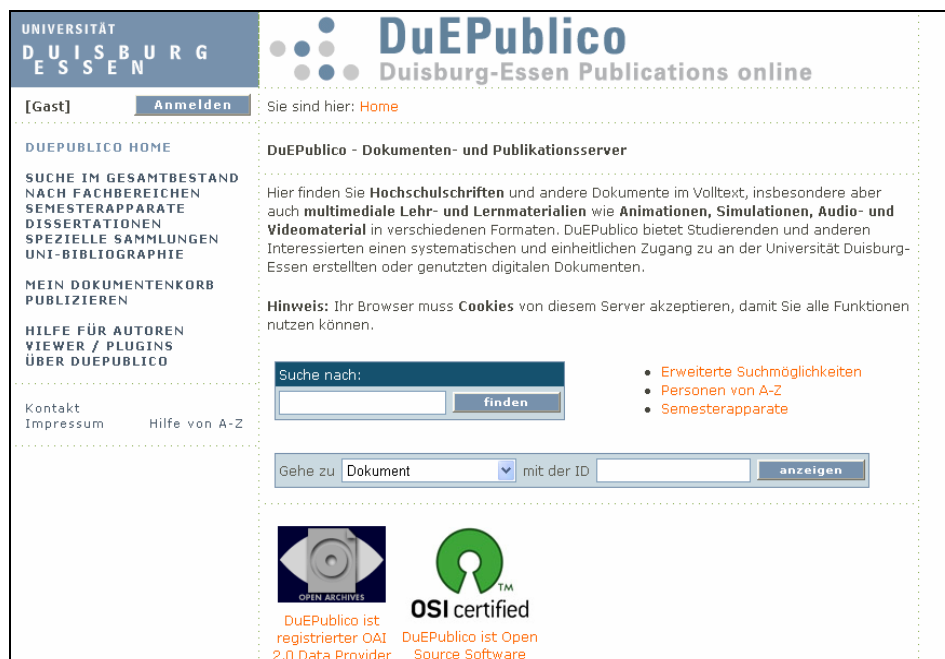 UNIVERSITÄT
DUISBURG
ESSEN
DuEPublico
Duisburg-Essen Publications online
[Gast] Anmelden
Sie sind hier: Home
DUEPUBLICO HOME
SUCHE IM GESAMTBESTAND
NACH FACHBEREICHEN
SEMESTERAPPARATE
DISSERTATIONEN
SPEZIELLE SAMMLUNGEN
UNI-BIBLIOGRAPHIE
MEIN DOKUMENTENKORB
PUBLIZIEREN
HILFE FÜR AUTOREN
VIEWER / PLUGINS
ÜBER DUEPUBLICO
Kontakt
Impressum Hilfe von A-Z
DuEPublico - Dokumenten- und Publikationsserver
Hier finden Sie Hochschulschriften und andere Dokumente im Volltext, insbesondere aber
auch multimediale Lehr- und Lernmaterialien wie Animationen, Simulationen, Audio- und
Videomaterial in verschiedenen Formaten. DuEPublico bietet Studierenden und anderen
Interessierten einen systematischen und einheitlichen Zugang zu an der Universität Duisburg-
Essen erstellten oder genutzten digitalen Dokumenten.
Hinweis: Ihr Browser muss Cookies von diesem Server akzeptieren, damit Sie alle Funktionen
nutzen können.
Suche nach:
finden
• Erweiterte Suchmöglichkeiten
• Personen von A-Z
• Semesterapparate
Gehe zu Dokument mit der ID anzeigen
OPEN ARCHIVES
DuEPublico ist
registrierter OAI
2.0 Data Provider
TM
OSI certified
DuEPublico ist Open
Source Software